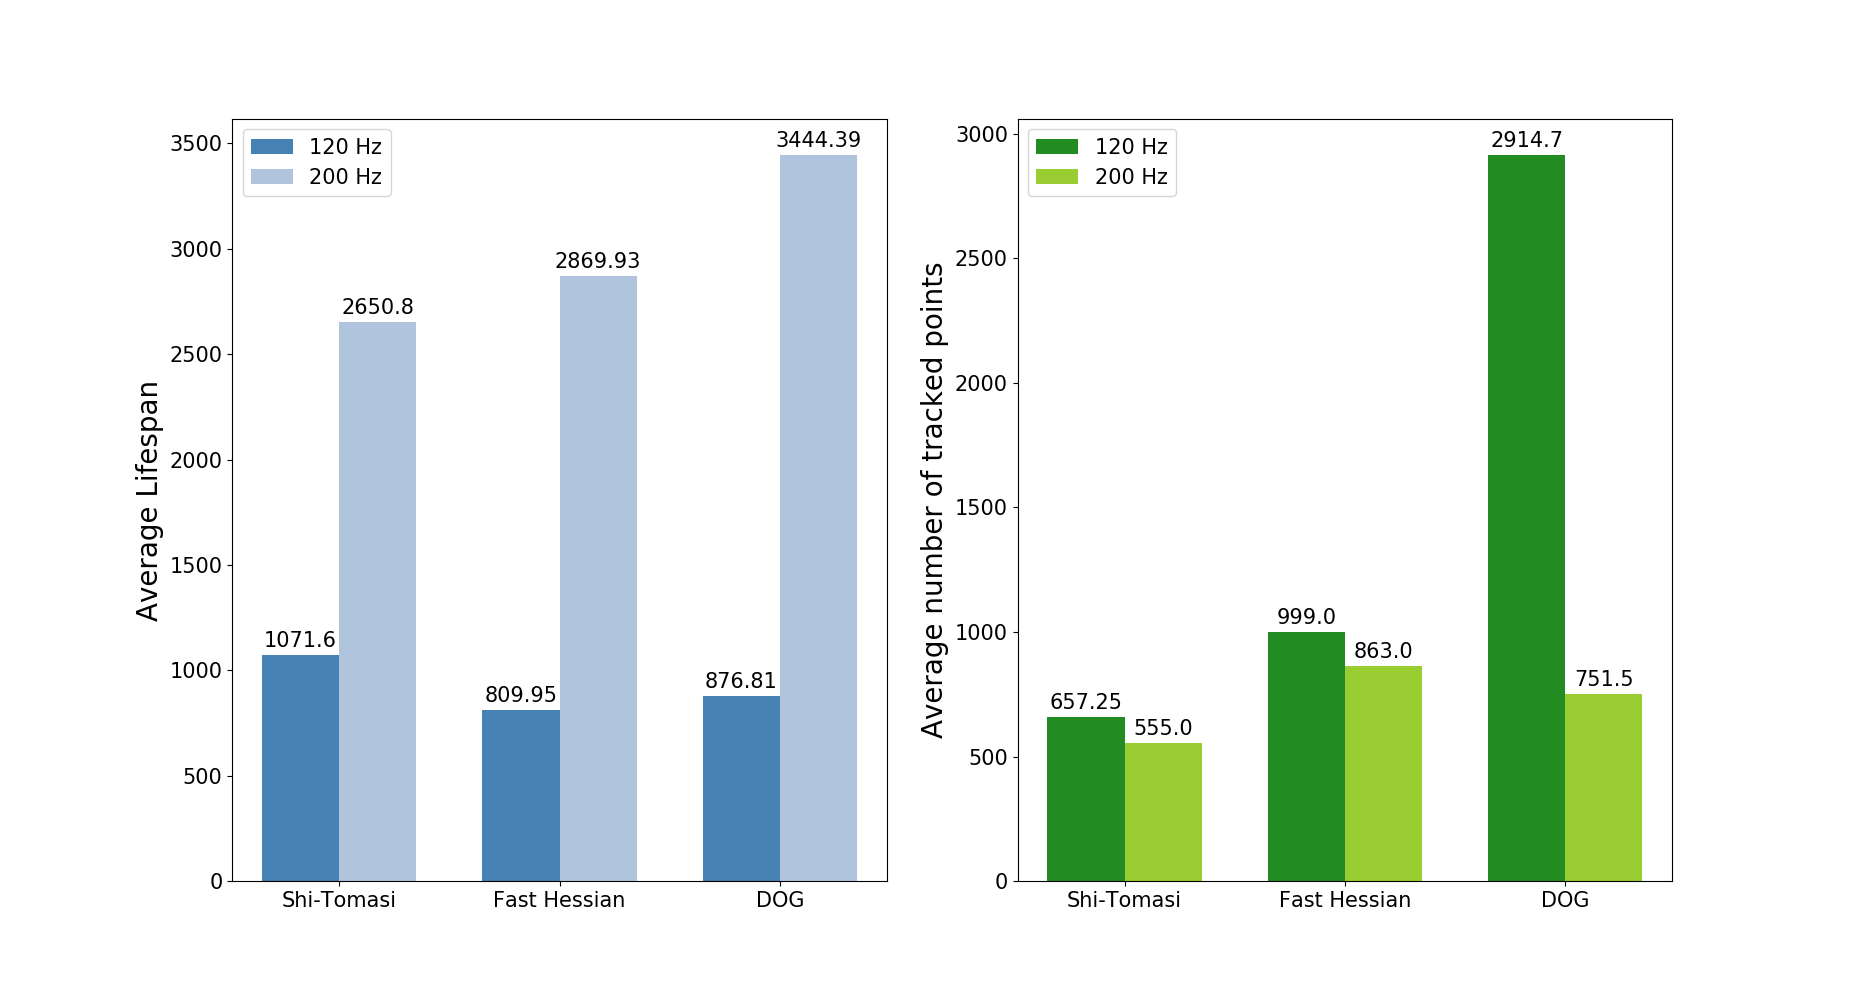 Average Lifespan
3500
3000
2500
2000
1500
1000
500
0
120 Hz
200 Hz
1071.6
2650.8
809.95
2869.93
876.81
3444.39
Shi-Tomasi
Fast Hessian
DOG
Average number of tracked points
3000
2500
2000
1500
1000
500
0
120 Hz
200 Hz
657.25
555.0
999.0
863.0
2914.7
751.5
Shi-Tomasi
Fast Hessian
DOG